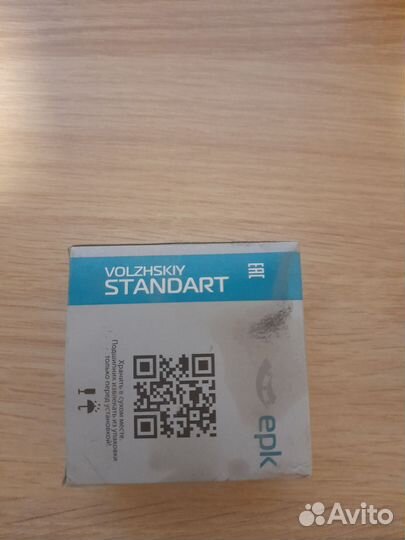 VOLZHSKIY
STANDART
EAC
Хранить в сухом месте.
Подшипник извлекать из упаковки
только перед установкой!
epk
Avito